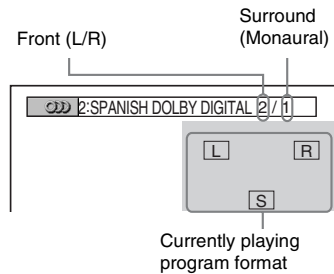 Surround
(Monaural)
Front (L/R)
2:SPANISH DOLBY DIGITAL 2 / 1
L R
S
Currently playing
program format